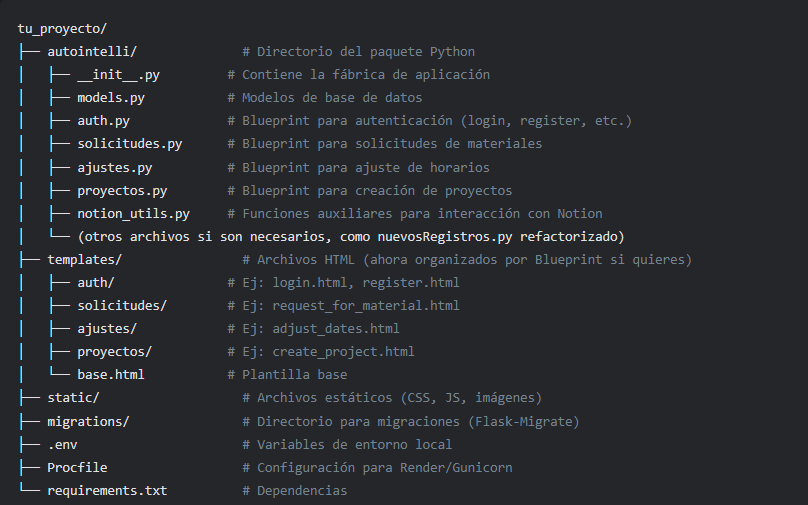 tu_proyecto/
├── autointelli/              # Directorio del paquete Python
│   ├── __init__.py         # Contiene la fábrica de aplicación
│   ├── models.py           # Modelos de base de datos
│   ├── auth.py             # Blueprint para autenticación (login, register, etc.)
│   ├── solicitudes.py      # Blueprint para solicitudes de materiales
│   ├── ajustes.py          # Blueprint para ajuste de horarios
│   ├── proyectos.py        # Blueprint para creación de proyectos
│   ├── notion_utils.py     # Funciones auxiliares para interacción con Notion
│   └── (otros archivos si son necesarios, como nuevosRegistros.py refactorizado)
├── templates/                # Archivos HTML (ahora organizados por Blueprint si quieres)
│   ├── auth/               # Ej: login.html, register.html
│   ├── solicitudes/        # Ej: request_for_material.html
│   ├── ajustes/            # Ej: adjust_dates.html
│   ├── proyectos/          # Ej: create_project.html
│   └── base.html           # Plantilla base
├── static/                   # Archivos estáticos (CSS, JS, imágenes)
├── migrations/               # Directorio para migraciones (Flask-Migrate)
├── .env                      # Variables de entorno local
├── Procfile                  # Configuración para Render/Gunicorn
└── requirements.txt          # Dependencias